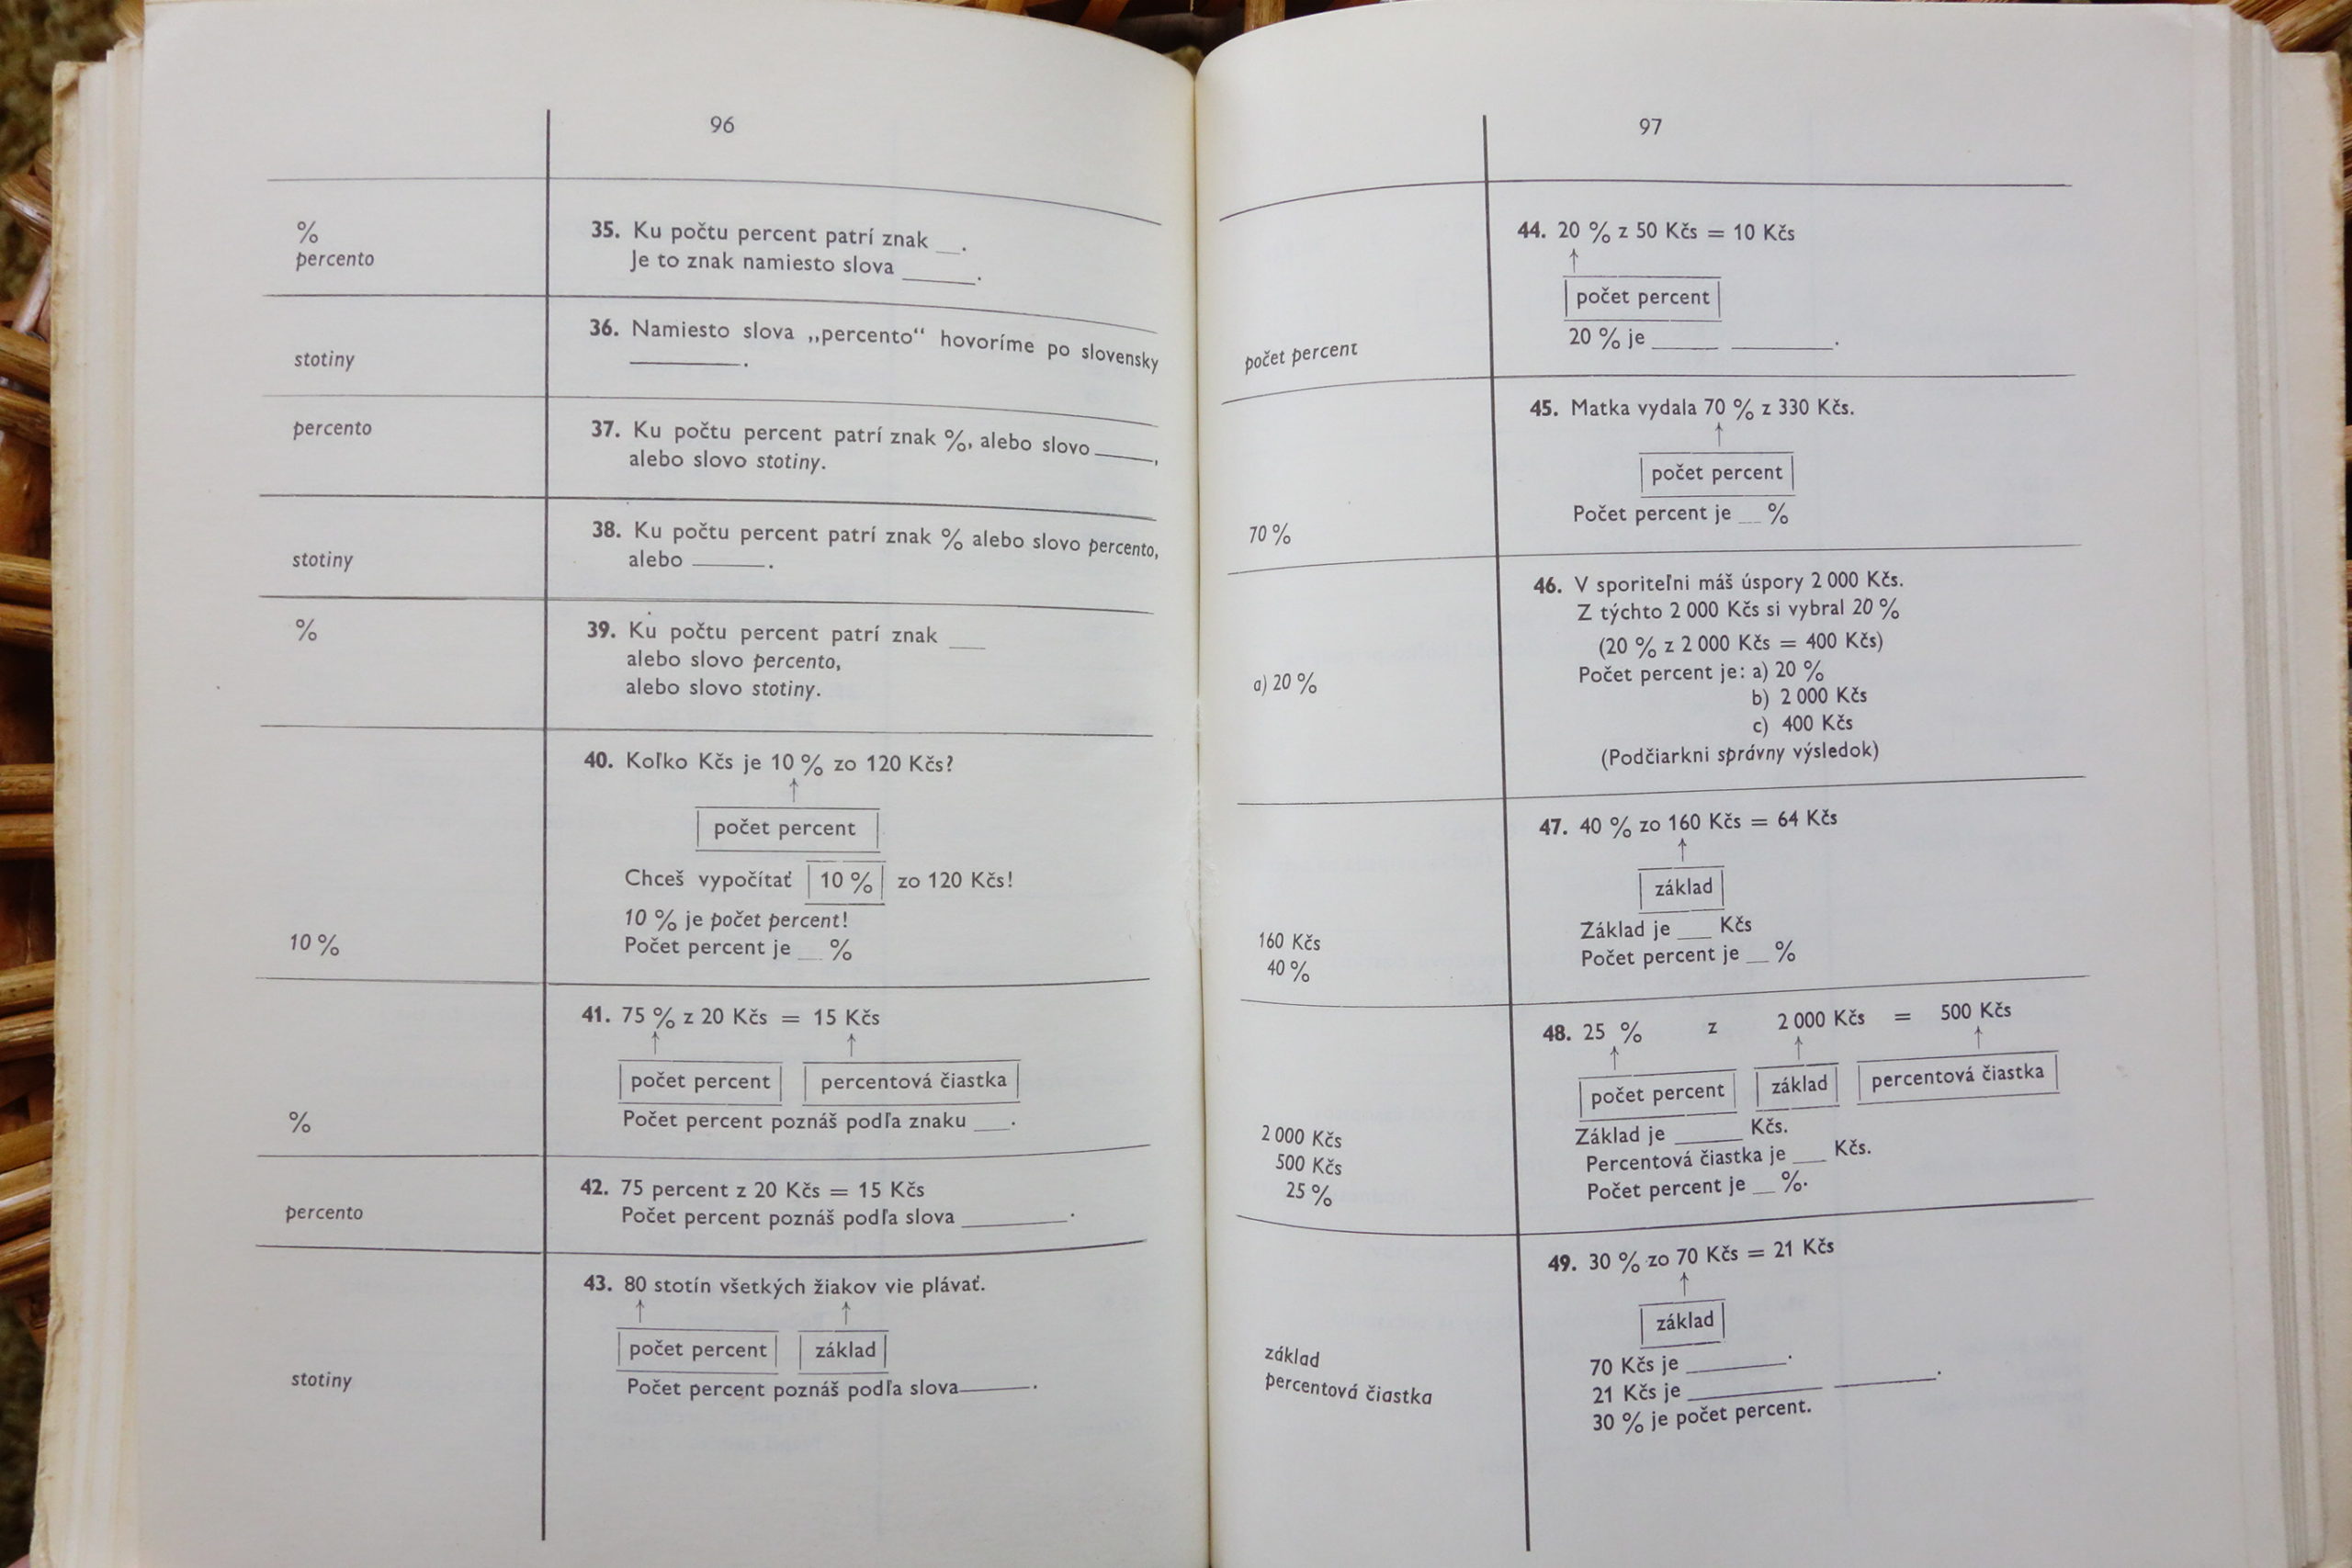 96
%
percento
35. Ku počtu percent patrí znak __.
Je to znak namiesto slova ______.
stotiny
36. Namiesto slova „percento“ hovoríme po slovensky
________.
percento
37. Ku počtu percent patrí znak %, alebo slovo _____,
alebo slovo stotiny.
stotiny
38. Ku počtu percent patrí znak % alebo slovo percento,
alebo ______.
%
39. Ku počtu percent patrí znak ___
alebo slovo percento,
alebo slovo stotiny.
40. Koľko Kčs je 10 % zo 120 Kčs?
↑
počet percent
Chceš vypočítať 10 % zo 120 Kčs!
10 % je počet percent!
10 %
Počet percent je __ %
41. 75 % z 20 Kčs = 15 Kčs
↑ ↑
počet percent percentová čiastka
%
Počet percent poznáš podľa znaku ___.
42. 75 percent z 20 Kčs = 15 Kčs
percento
Počet percent poznáš podľa slova ________.
43. 80 stotín všetkých žiakov vie plávať.
↑ ↑
počet percent základ
stotiny
Počet percent poznáš podľa slova______.
97
44. 20 % z 50 Kčs = 10 Kčs
↑
počet percent
počet percent
20 % je _____ ________.
45. Matka vydala 70 % z 330 Kčs.
↑
počet percent
70 %
Počet percent je __ %
46. V sporiteľni máš úspory 2 000 Kčs.
Z týchto 2 000 Kčs si vybral 20 %
(20 % z 2 000 Kčs = 400 Kčs)
a) 20 %
Počet percent je: a) 20 %
b) 2 000 Kčs
c) 400 Kčs
(Podčiarkni správny výsledok)
47. 40 % zo 160 Kčs = 64 Kčs
↑
základ
160 Kčs
Základ je ___ Kčs
40 %
Počet percent je __ %
48. 25 % z 2 000 Kčs = 500 Kčs
↑ ↑ ↑
počet percent základ percentová čiastka
2 000 Kčs
Základ je _____ Kčs.
500 Kčs
Percentová čiastka je ___ Kčs.
25 %
Počet percent je __ %.
49. 30 % zo 70 Kčs = 21 Kčs
↑
základ
základ
70 Kčs je ________.
percentová čiastka
21 Kčs je __________ ________.
30 % je počet percent.